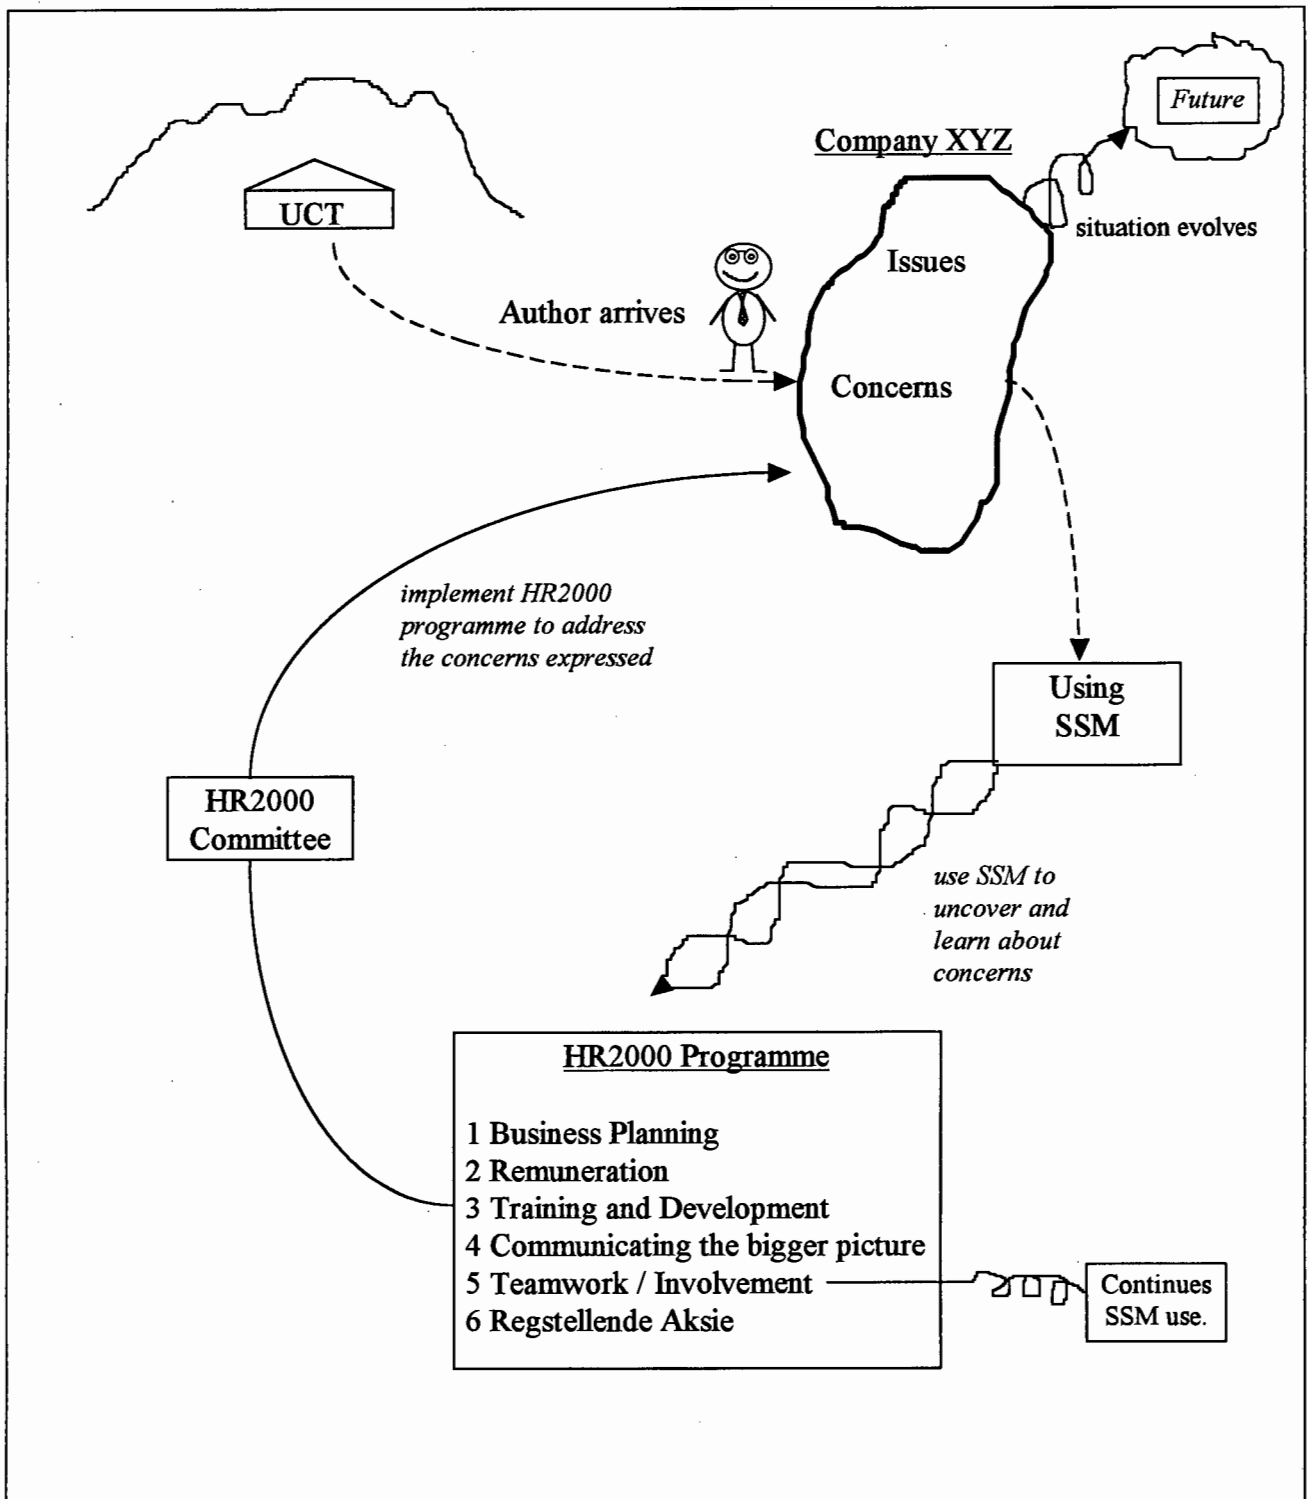 Future
Company XYZ
UCT
situation evolves
Issues
Author arrives
Concerns
implement HR2000
programme to address
the concerns expressed
Using
SSM
HR2000
Committee
use SSM to
uncover and
learn about
concerns
HR2000 Programme
1 Business Planning
2 Remuneration
3 Training and Development
4 Communicating the bigger picture
5 Teamwork / Involvement
6 Regstellende Aksie
Continues
SSM use.